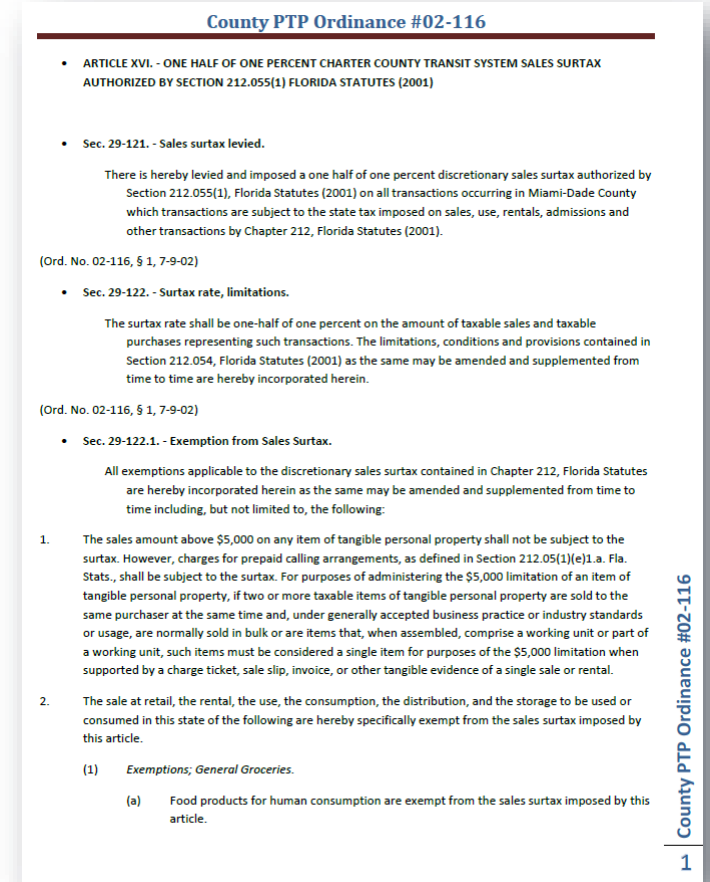 County PTP Ordinance #02-116
• ARTICLE XVI. - ONE HALF OF ONE PERCENT CHARTER COUNTY TRANSIT SYSTEM SALES SURTAX
AUTHORIZED BY SECTION 212.055(1) FLORIDA STATUTES (2001)
• Sec. 29-121. - Sales surtax levied.
There is hereby levied and imposed a one half of one percent discretionary sales surtax authorized by
Section 212.055(1), Florida Statutes (2001) on all transactions occurring in Miami-Dade County
which transactions are subject to the state tax imposed on sales, use, rentals, admissions and
other transactions by Chapter 212, Florida Statutes (2001).
(Ord. No. 02-116, § 1, 7-9-02)
• Sec. 29-122. - Surtax rate, limitations.
The surtax rate shall be one-half of one percent on the amount of taxable sales and taxable
purchases representing such transactions. The limitations, conditions and provisions contained in
Section 212.054, Florida Statutes (2001) as the same may be amended and supplemented from
time to time are hereby incorporated herein.
(Ord. No. 02-116, § 1, 7-9-02)
• Sec. 29-122.1. - Exemption from Sales Surtax.
All exemptions applicable to the discretionary sales surtax contained in Chapter 212, Florida Statutes
are hereby incorporated herein as the same may be amended and supplemented from time to
time including, but not limited to, the following:
1. The sales amount above $5,000 on any item of tangible personal property shall not be subject to the
surtax. However, charges for prepaid calling arrangements, as defined in Section 212.05(1)(e)1.a. Fla.
Stats., shall be subject to the surtax. For purposes of administering the $5,000 limitation of an item of
tangible personal property, if two or more taxable items of tangible personal property are sold to the
same purchaser at the same time and, under generally accepted business practice or industry standards
or usage, are normally sold in bulk or are items that, when assembled, comprise a working unit or part of
a working unit, such items must be considered a single item for purposes of the $5,000 limitation when
supported by a charge ticket, sale slip, invoice, or other tangible evidence of a single sale or rental.
2. The sale at retail, the rental, the use, the consumption, the distribution, and the storage to be used or
consumed in this state of the following are hereby specifically exempt from the sales surtax imposed by
this article.
(1) Exemptions; General Groceries.
(a) Food products for human consumption are exempt from the sales surtax imposed by this
article.
County PTP Ordinance #02-116
1